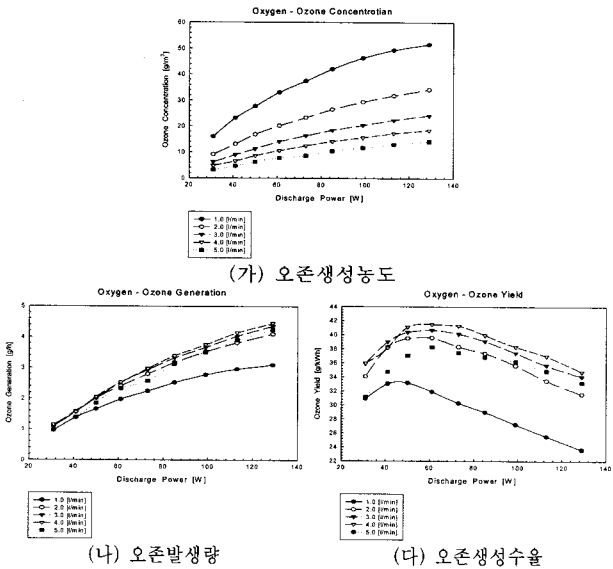 Oxygen - Ozone Concentration
Ozone Concentration [g/m³]
60
50
40
30
20
10
0
20 40 60 80 100 120 140
Discharge Power [W]
1.0 [l/min]
2.0 [l/min]
3.0 [l/min]
4.0 [l/min]
5.0 [l/min]
(가) 오존생성농도
Oxygen - Ozone Generation
Ozone Generation [g/h]
5
4
3
2
1
0
20 40 60 80 100 120 140
Discharge Power [W]
1.0 [l/min]
2.0 [l/min]
3.0 [l/min]
4.0 [l/min]
5.0 [l/min]
(나) 오존발생량
Oxygen - Ozone Yield
Ozone Yield [g/kWh]
44
42
40
38
36
34
32
30
28
26
24
22
20 40 60 80 100 120 140
Discharge Power [W]
1.0 [l/min]
2.0 [l/min]
3.0 [l/min]
4.0 [l/min]
5.0 [l/min]
(다) 오존생성수율